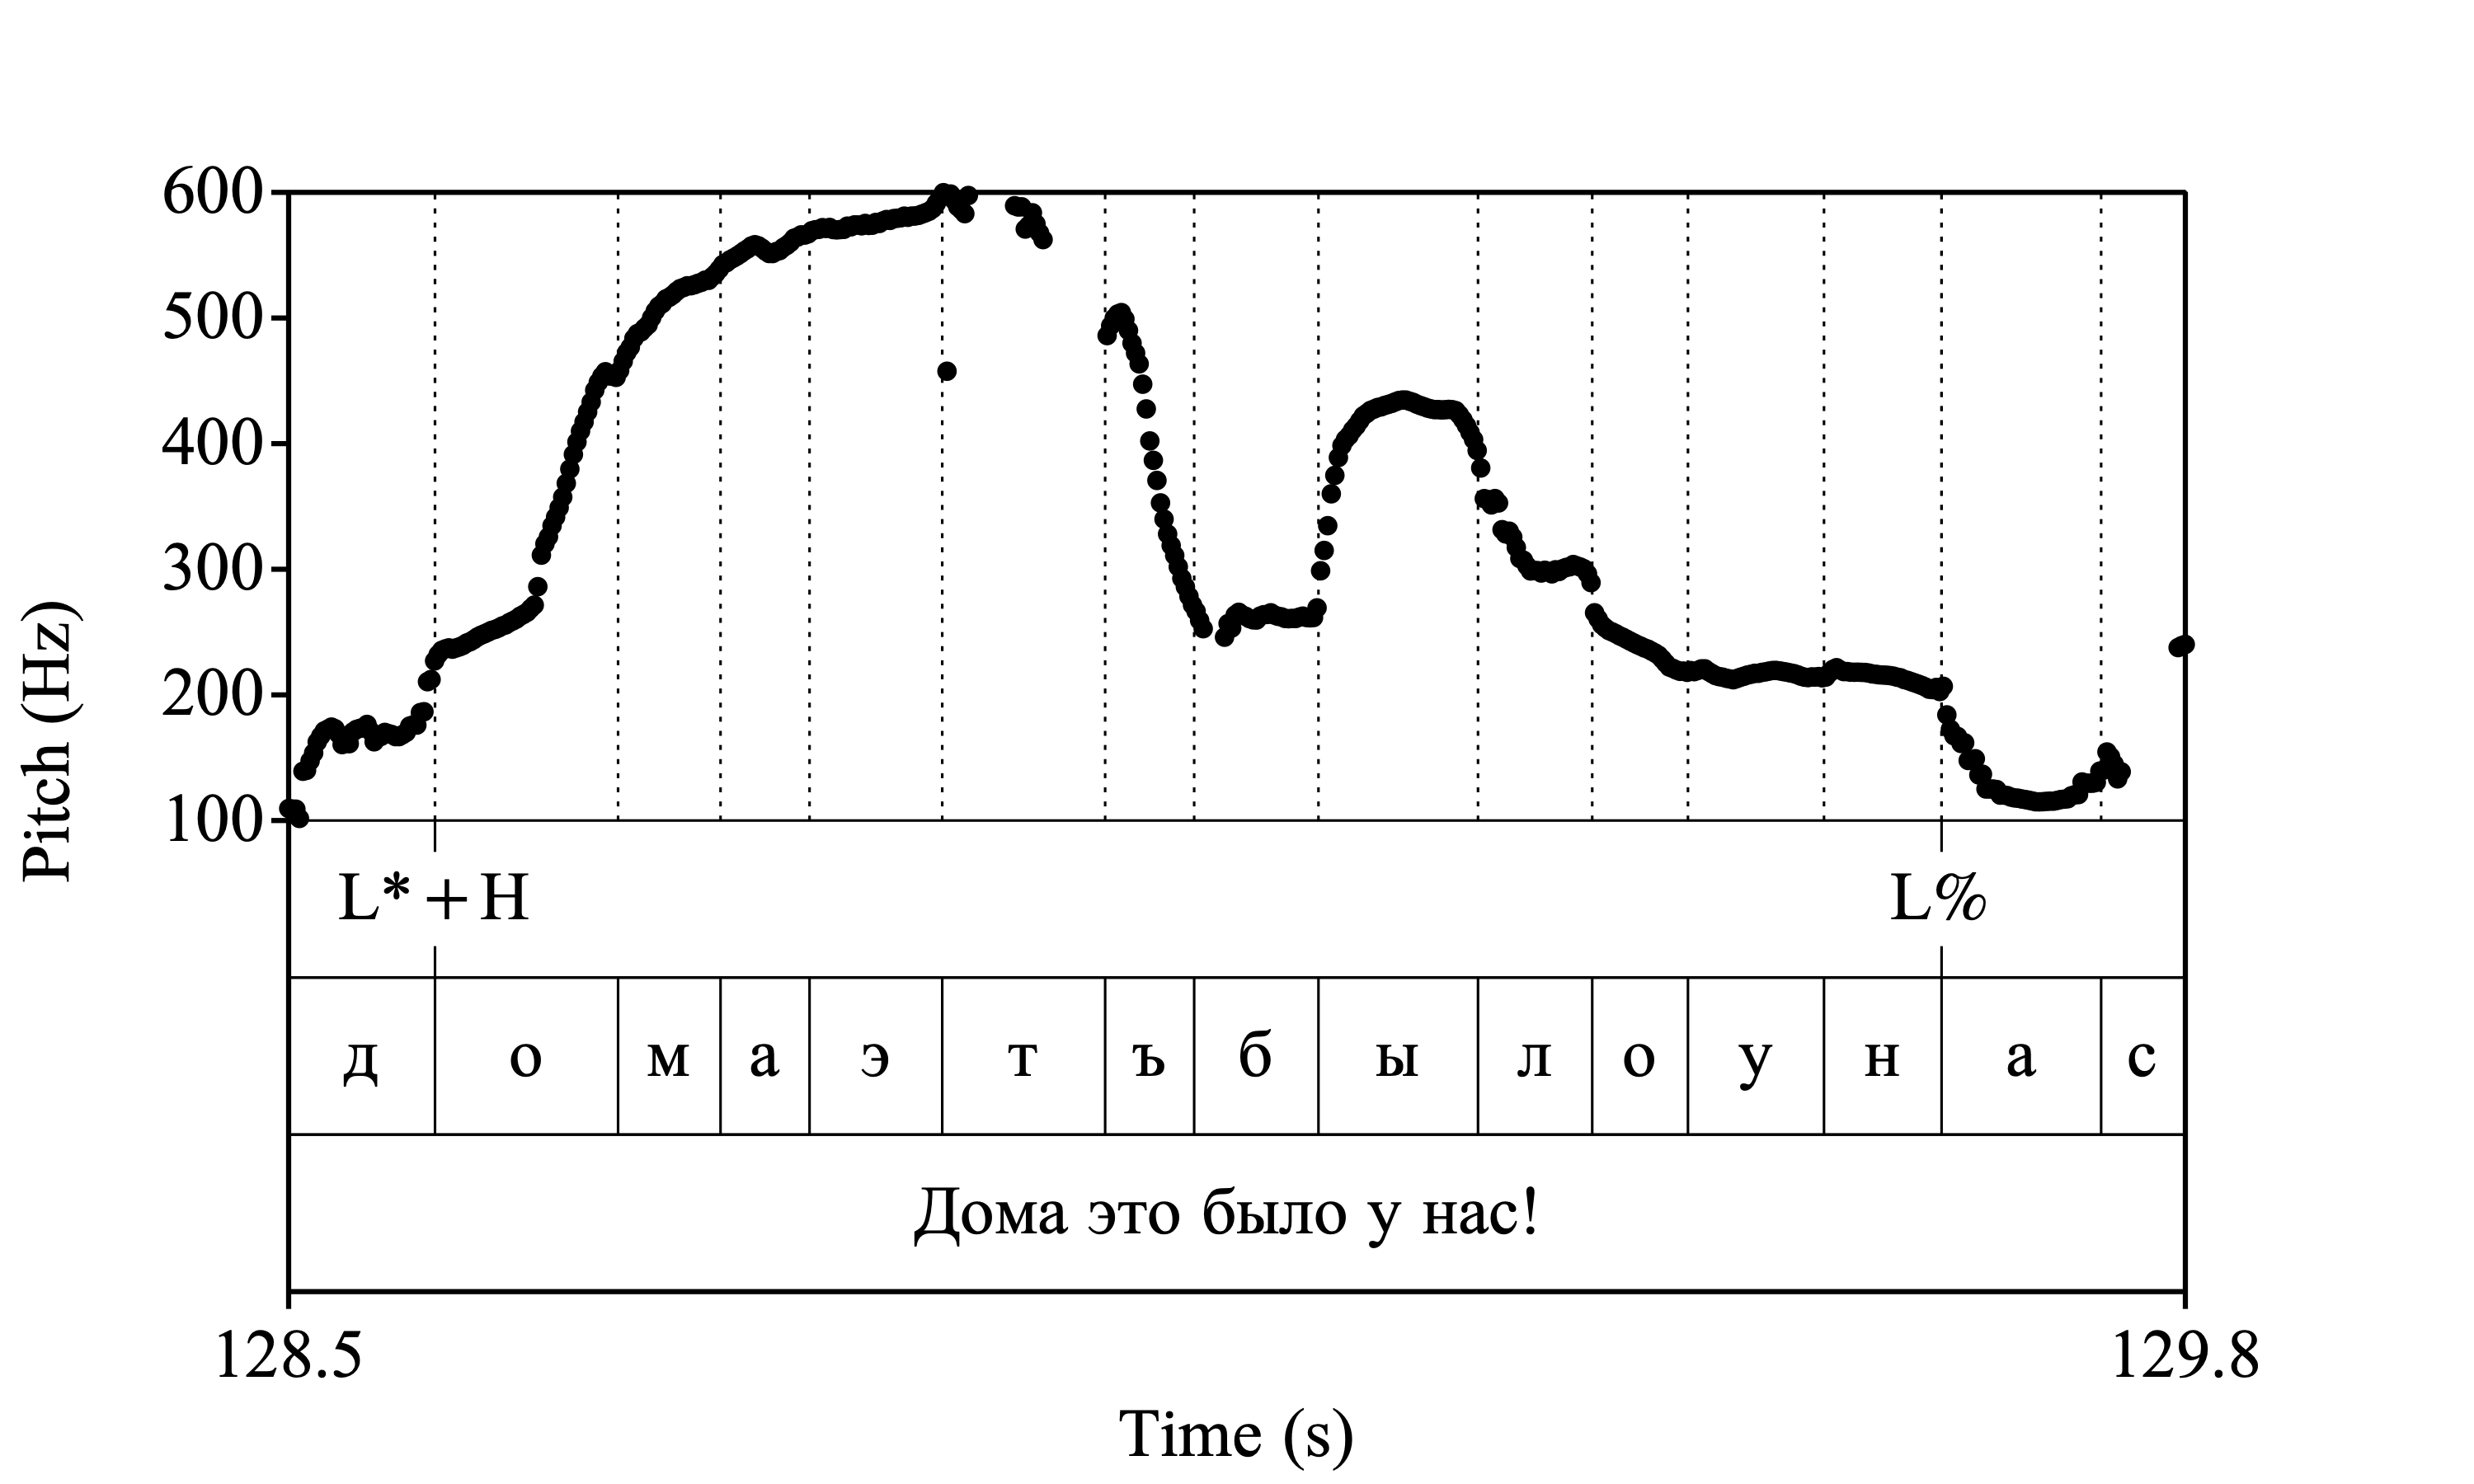 600
500
400
300
200
100
Pitch (Hz)
L*+H L%
д о м а э т ъ б ы л о у н а с
Дома это было у нас!
128.5 129.8
Time (s)